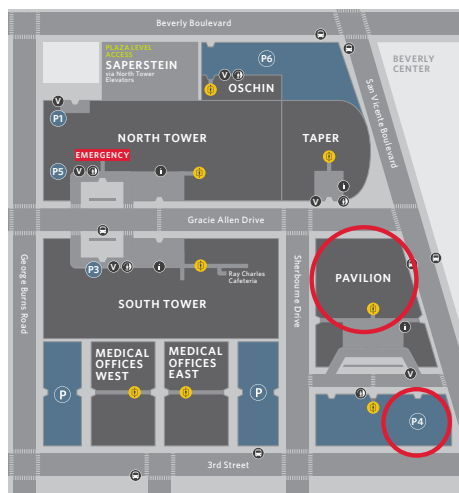 Beverly Boulevard
PLAZA LEVEL
ACCESS
SAPERSTEIN
via North Tower
Elevators
P6
BEVERLY
CENTER
V
OSCHIN
San Vicente Boulevard
V
P1
NORTH TOWER
TAPER
EMERGENCY
P5
V
i
i
V
Gracie Allen Drive
George Burns Road
Sherbourne Drive
P3
V
i
Ray Charles
Cafeteria
PAVILION
SOUTH TOWER
i
MEDICAL
OFFICES
WEST
MEDICAL
OFFICES
EAST
V
P
P
P4
3rd Street